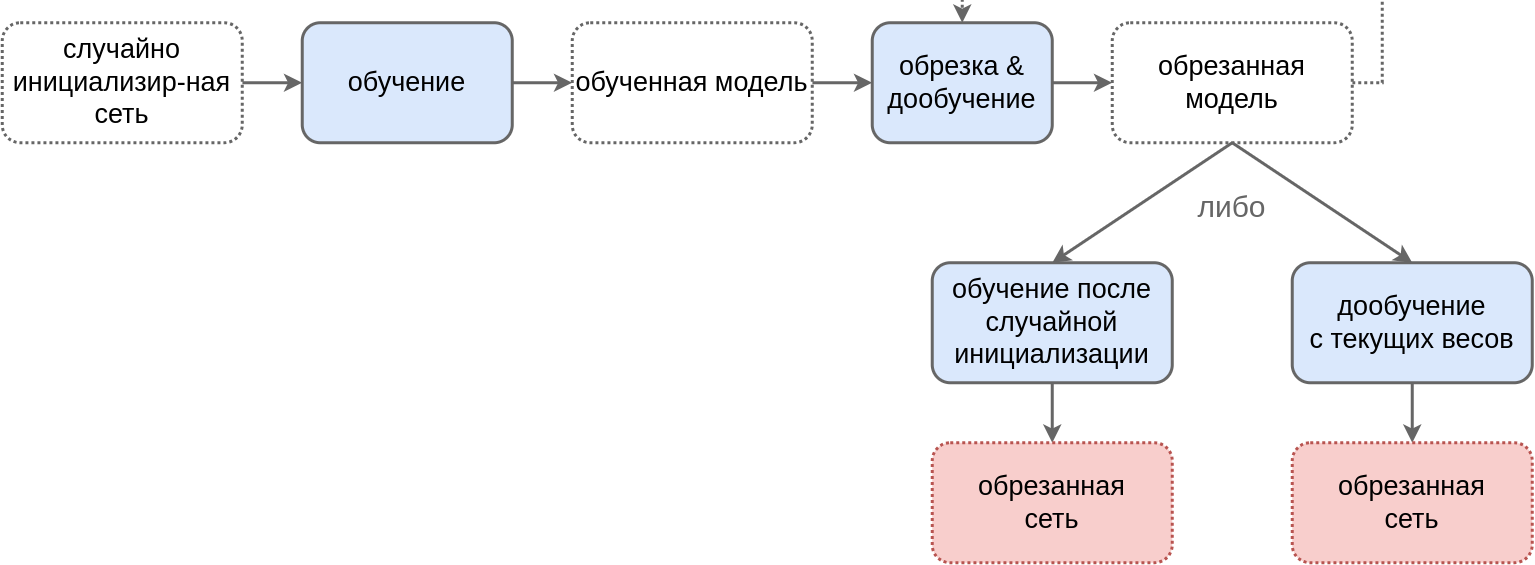 случайно
инициализир-ная
сеть
обучение
обученная модель
обрезка &
дообучение
обрезанная
модель
либо
обучение после
случайной
инициализации
дообучение
с текущих весов
обрезанная
сеть
обрезанная
сеть